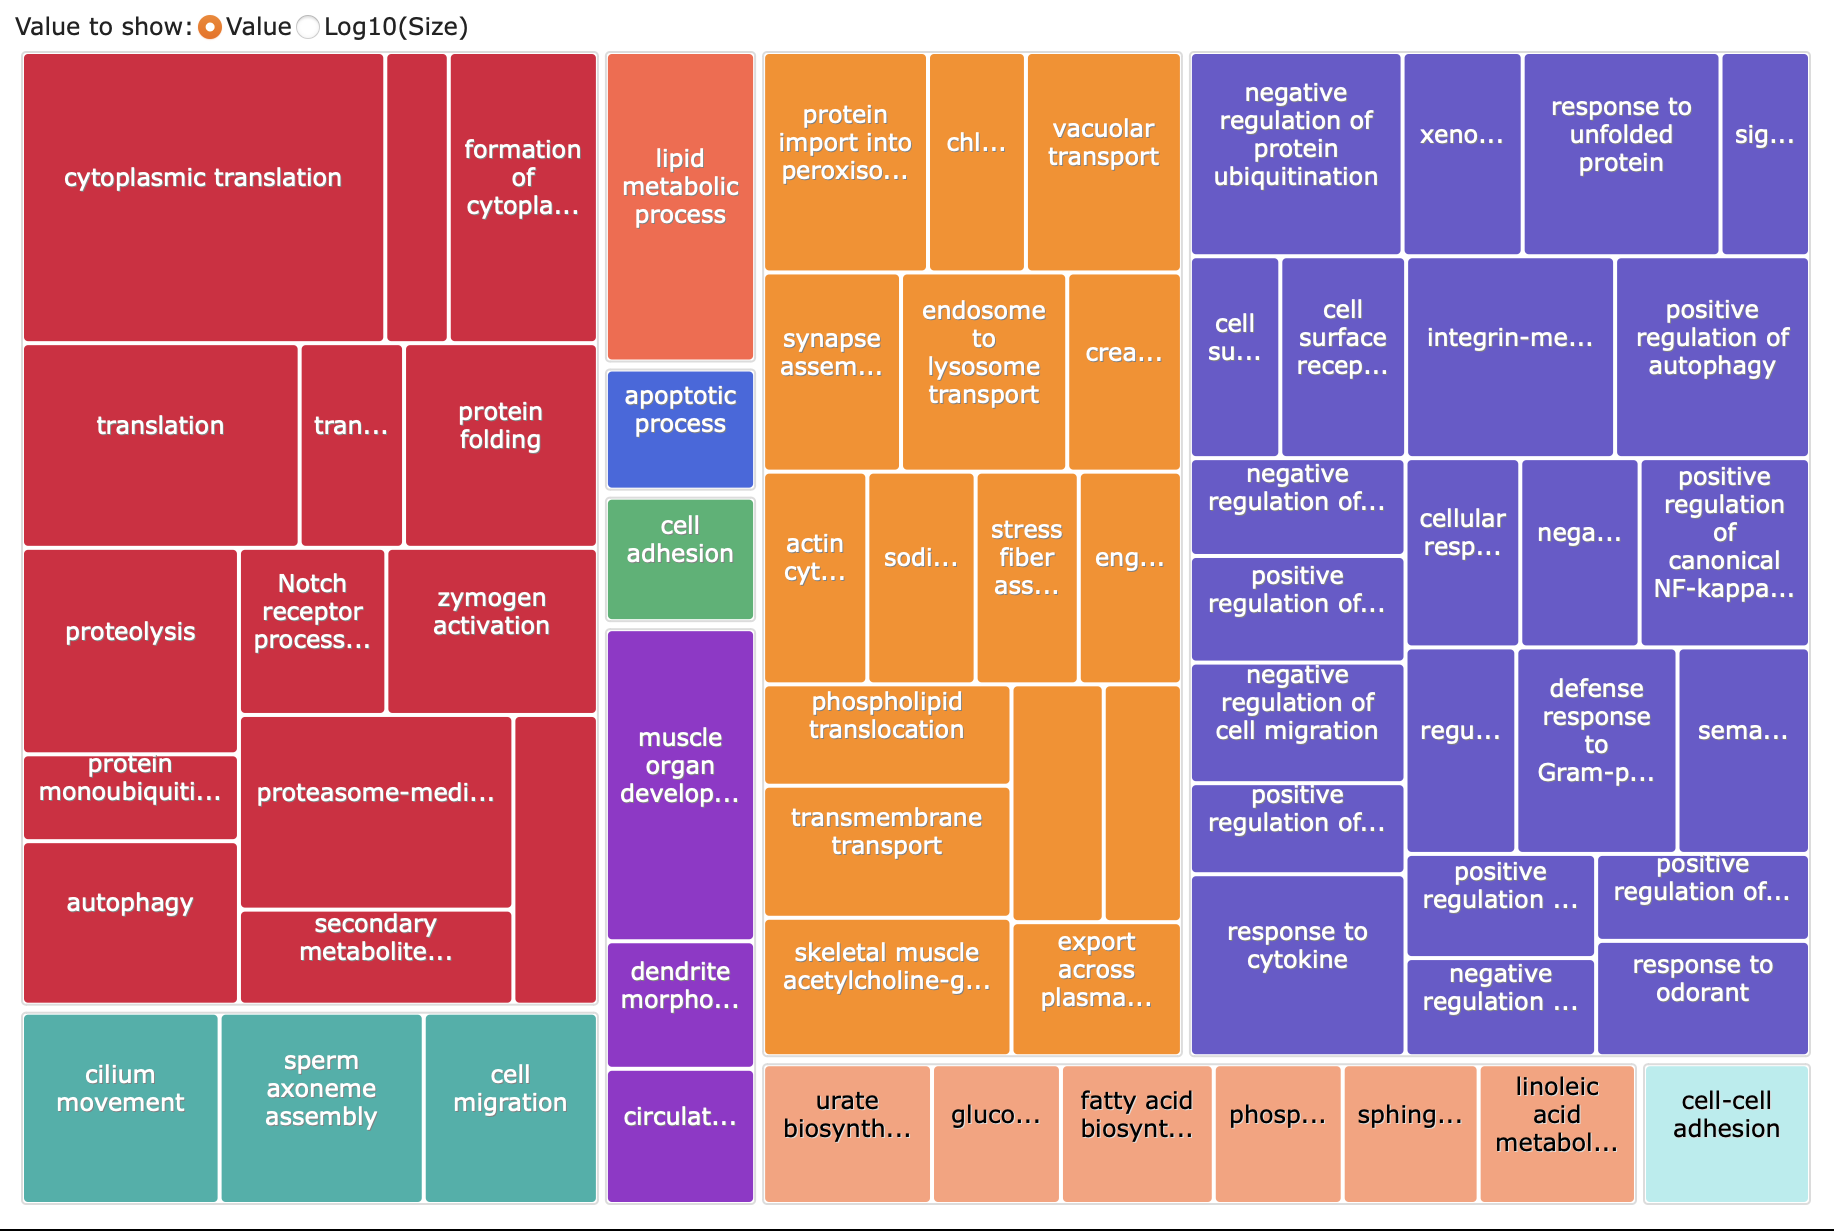 Value to show: Value Log10(Size)
cytoplasmic translation
formation
of
cytopla...
translation
tran...
protein
folding
proteolysis
Notch
receptor
process...
zymogen
activation
protein
monoubiquiti...
proteasome-medi...
autophagy
secondary
metabolite...
cilium
movement
sperm
axoneme
assembly
cell
migration
lipid
metabolic
process
apoptotic
process
cell
adhesion
muscle
organ
develop...
dendrite
morpho...
circulat...
protein
import into
peroxiso...
chl...
vacuolar
transport
synapse
assem...
endosome
to
lysosome
transport
crea...
actin
cyt...
sodi...
stress
fiber
ass...
eng...
phospholipid
translocation
transmembrane
transport
skeletal muscle
acetylcholine-g...
export
across
plasma...
negative
regulation of
protein
ubiquitination
xeno...
response to
unfolded
protein
sig...
cell
su...
cell
surface
recep...
integrin-me...
positive
regulation of
autophagy
negative
regulation of...
positive
regulation of...
negative
regulation of
cell migration
positive
regulation of...
response to
cytokine
cellular
resp...
nega...
positive
regulation
of
canonical
NF-kappa...
regu...
defense
response
to
Gram-p...
sema...
positive
regulation ...
positive
regulation of...
negative
regulation ...
response to
odorant
urate
biosynth...
gluco...
fatty acid
biosynt...
phosp...
sphing...
linoleic
acid
metabol...
cell-cell
adhesion